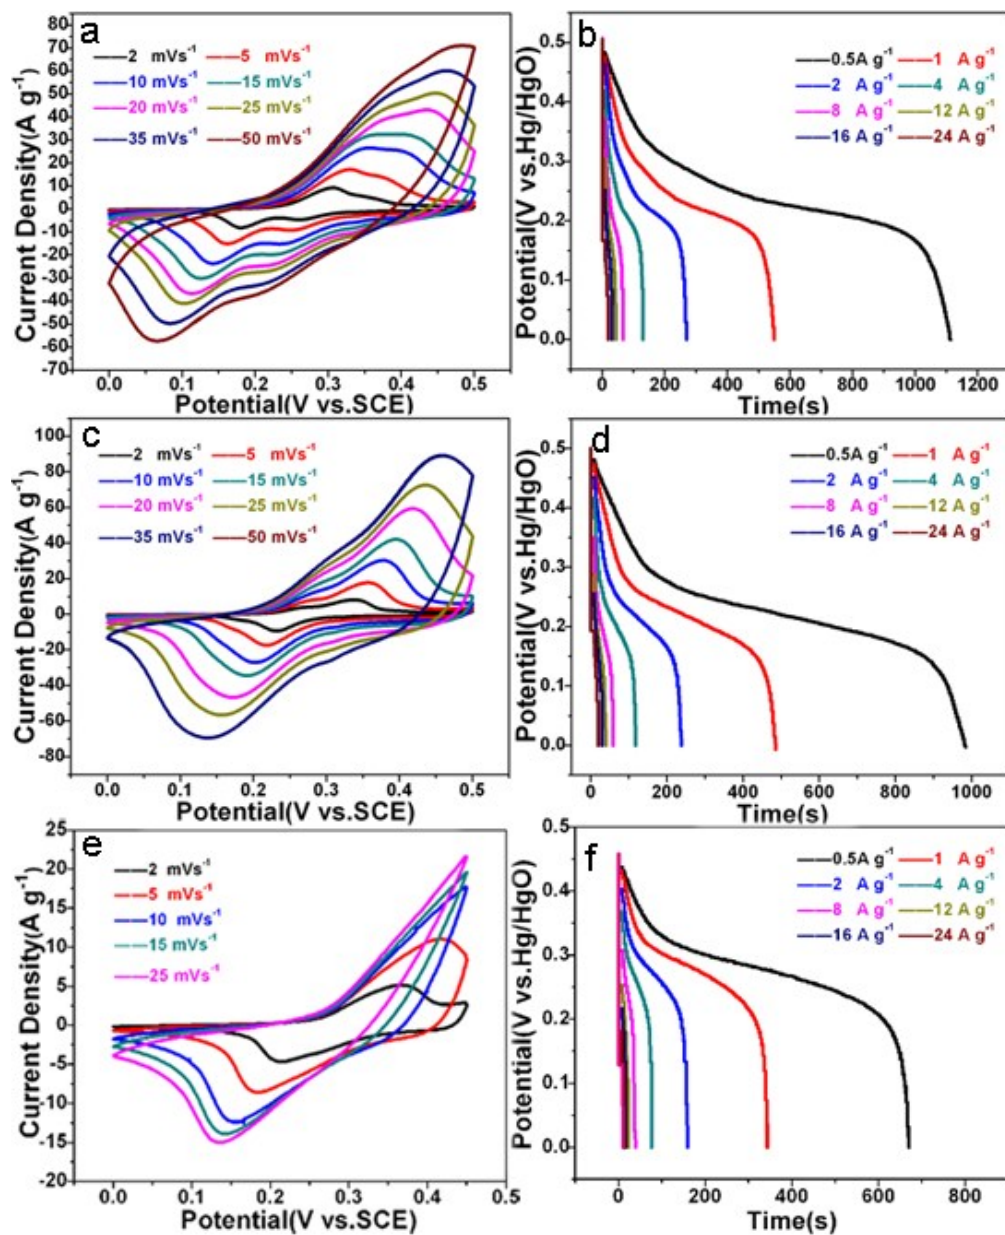 a
2 mVs⁻¹ 5 mVs⁻¹
10 mVs⁻¹ 15 mVs⁻¹
20 mVs⁻¹ 25 mVs⁻¹
35 mVs⁻¹ 50 mVs⁻¹
Current Density(A g⁻¹)
80
70
60
50
40
30
20
10
0
-10
-20
-30
-40
-50
-60
-70
0.0 0.1 0.2 0.3 0.4 0.5
Potential(V vs.SCE)
b
0.5A g⁻¹ 1 A g⁻¹
2 A g⁻¹ 4 A g⁻¹
8 A g⁻¹ 12 A g⁻¹
16 A g⁻¹ 24 A g⁻¹
Potential(V vs.Hg/HgO)
0.5
0.4
0.3
0.2
0.1
0.0
0 200 400 600 800 1000 1200
Time(s)
c
2 mVs⁻¹ 5 mVs⁻¹
10 mVs⁻¹ 15 mVs⁻¹
20 mVs⁻¹ 25 mVs⁻¹
35 mVs⁻¹ 50 mVs⁻¹
Current Density(A g⁻¹)
100
80
60
40
20
0
-20
-40
-60
-80
0.0 0.1 0.2 0.3 0.4 0.5
Potential(V vs.SCE)
d
0.5A g⁻¹ 1 A g⁻¹
2 A g⁻¹ 4 A g⁻¹
8 A g⁻¹ 12 A g⁻¹
16 A g⁻¹ 24 A g⁻¹
Potential(V vs.Hg/HgO)
0.5
0.4
0.3
0.2
0.1
0.0
0 200 400 600 800 1000
Time(s)
e
2 mVs⁻¹
5 mVs⁻¹
10 mVs⁻¹
15 mVs⁻¹
25 mVs⁻¹
Current Density(A g⁻¹)
25
20
15
10
5
0
-5
-10
-15
-20
0.0 0.1 0.2 0.3 0.4 0.5
Potential(V vs.SCE)
f
0.5A g⁻¹ 1 A g⁻¹
2 A g⁻¹ 4 A g⁻¹
8 A g⁻¹ 12 A g⁻¹
16 A g⁻¹ 24 A g⁻¹
Potential(V vs.Hg/HgO)
0.5
0.4
0.3
0.2
0.1
0.0
0 200 400 600 800
Time(s)